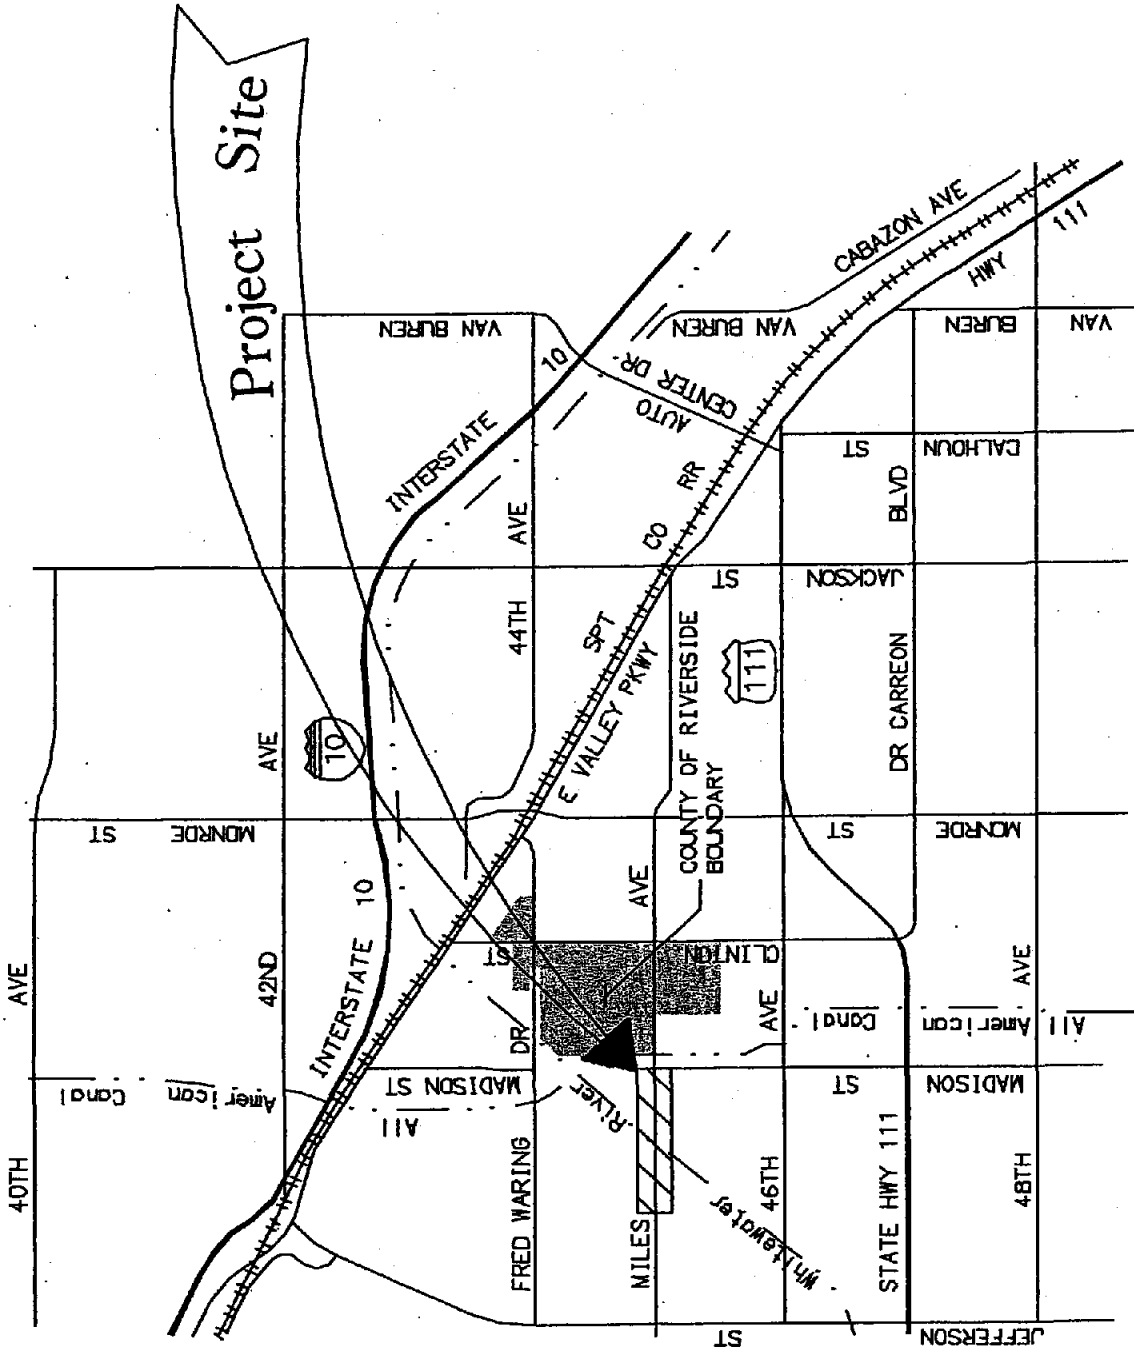 Project Site
INTERSTATE
10
VAN BUREN
VAN BUREN
BUREN
VAN
CABAZON AVE
HWY
111
AUTO
CENTER DR.
CALHOUN
ST
BLVD
JACKSON
ST
44TH
AVE
SPT
CO
RR
E VALLEY PKWY
COUNTY OF RIVERSIDE
BOUNDARY
111
DR CARREON
10
MONROE
ST
MONROE
ST
INTERSTATE
10
40TH
AVE
42ND
AVE
CLINTON
ST
All American
Canal
All
American
Canal
MADISON ST
MADISON
ST
FRED WARING
DR
MILES
AVE
46TH
AVE
Whitewater
River
STATE HWY 111
48TH
AVE
JEFFERSON
ST